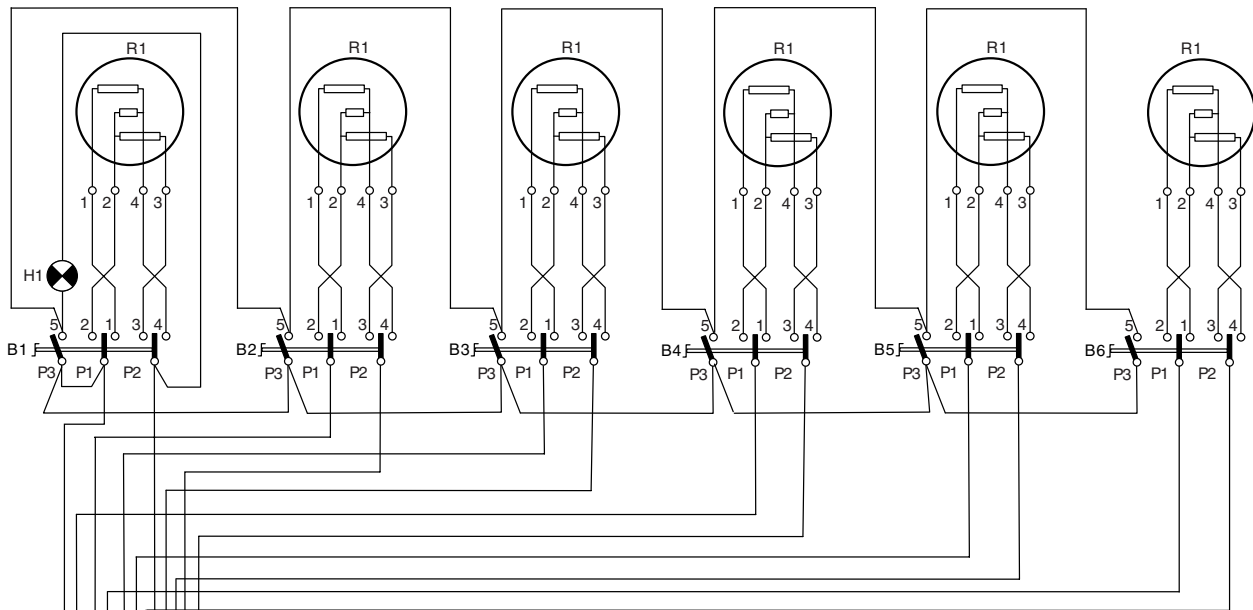 R1 R1 R1 R1 R1 R1
1 2 4 3 1 2 4 3 1 2 4 3 1 2 4 3 1 2 4 3 1 2 4 3
H1
5 2 1 3 4 5 2 1 3 4 5 2 1 3 4 5 2 1 3 4 5 2 1 3 4 5 2 1 3 4
B1 B2 B3 B4 B5 B6
P3 P1 P2 P3 P1 P2 P3 P1 P2 P3 P1 P2 P3 P1 P2 P3 P1 P2